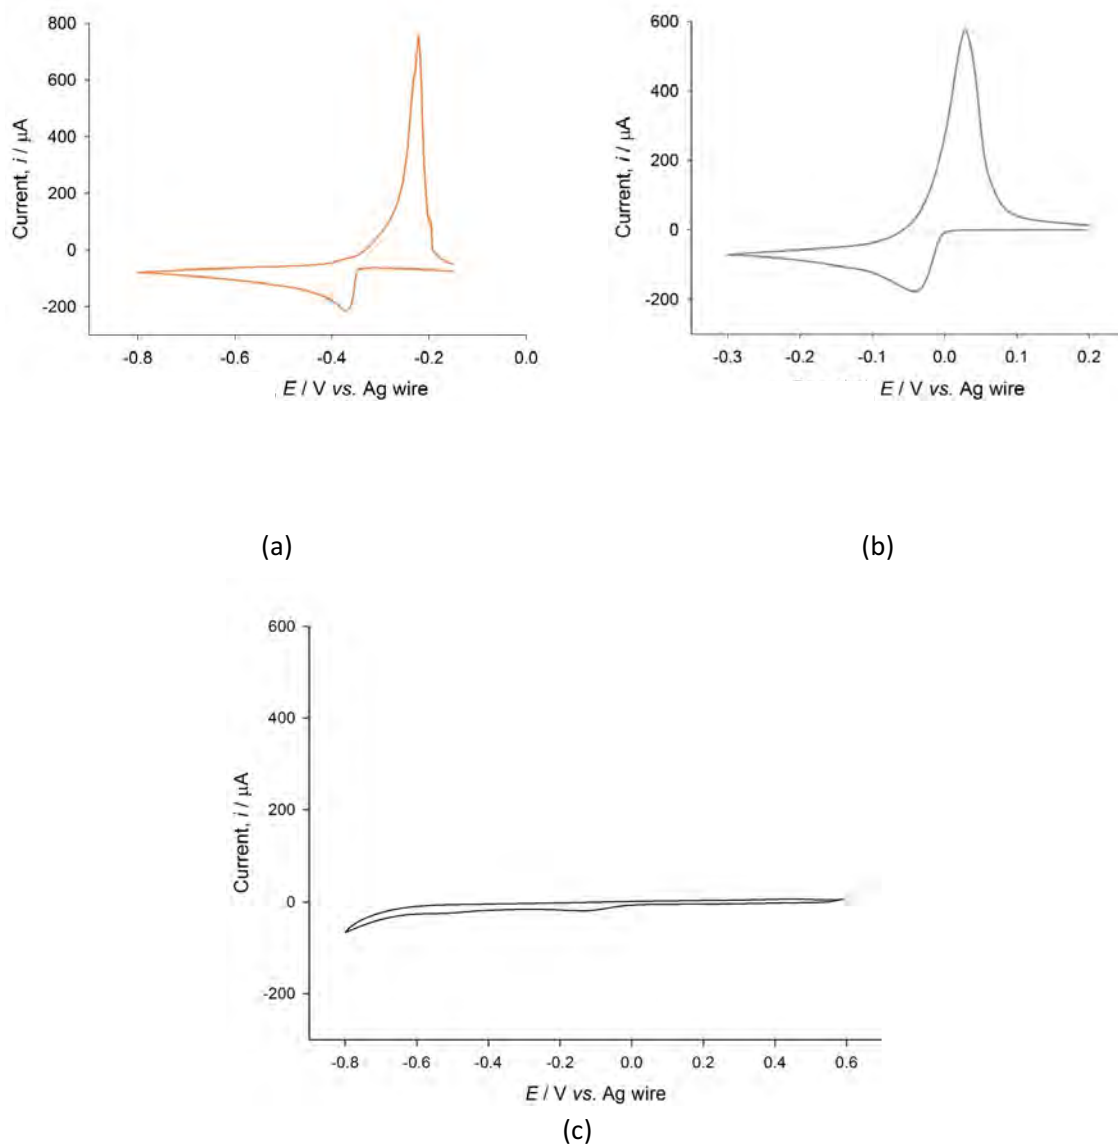 800
600
400
200
0
-200
Current, i / μA
-0.8 -0.6 -0.4 -0.2 0.0
E / V vs. Ag wire
600
400
200
0
-200
Current, i / μA
-0.3 -0.2 -0.1 0.0 0.1 0.2
E / V vs. Ag wire
(a)
(b)
600
400
200
0
-200
Current, i / μA
-0.8 -0.6 -0.4 -0.2 0.0 0.2 0.4 0.6
E / V vs. Ag wire
(c)